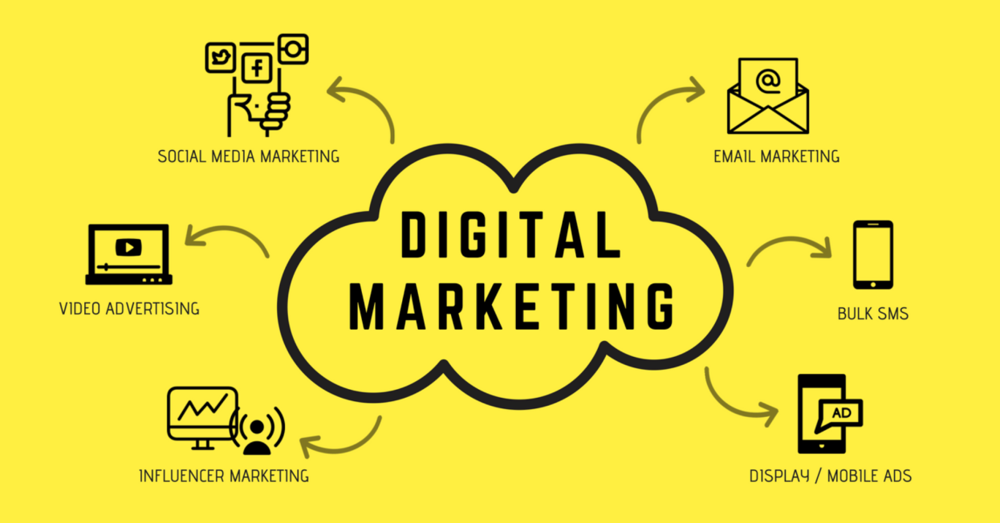 SOCIAL MEDIA MARKETING
@
EMAIL MARKETING
DIGITAL
MARKETING
VIDEO ADVERTISING
BULK SMS
INFLUENCER MARKETING
AD
DISPLAY / MOBILE ADS